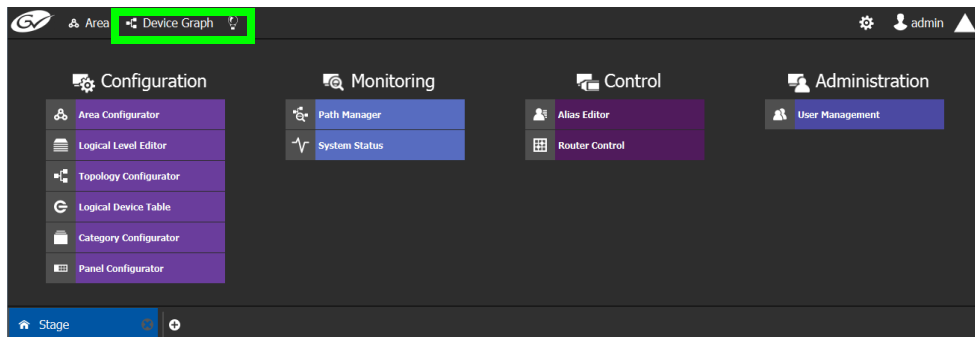 GV Area Device Graph admin
Configuration Monitoring Control Administration
Area Configurator Path Manager Alias Editor User Management
Logical Level Editor System Status Router Control
Topology Configurator
Logical Device Table
Category Configurator
Panel Configurator
Stage